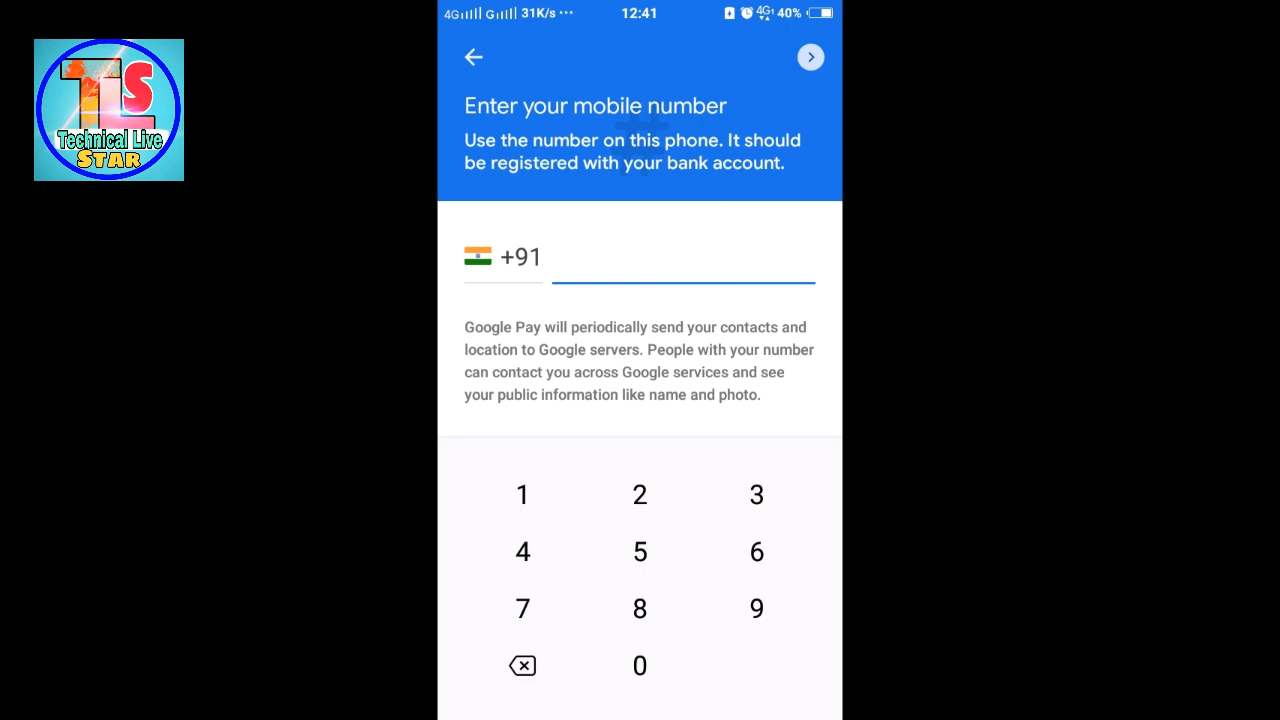 4G G 31K/s ··· 12:41 4G 40%
TLS
Technical Live
STAR
Enter your mobile number
Use the number on this phone. It should
be registered with your bank account.
+91
Google Pay will periodically send your contacts and
location to Google servers. People with your number
can contact you across Google services and see
your public information like name and photo.
1 2 3
4 5 6
7 8 9
0